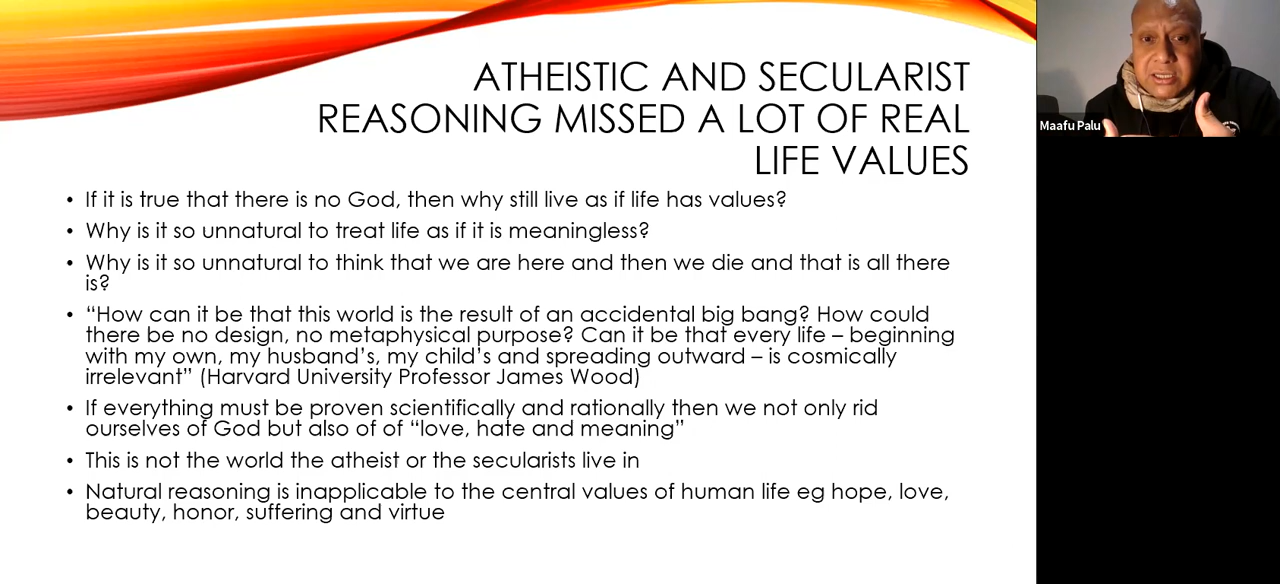 ATHEISTIC AND SECULARIST
REASONING MISSED A LOT OF REAL
LIFE VALUES
• If it is true that there is no God, then why still live as if life has values?
• Why is it so unnatural to treat life as if it is meaningless?
• Why is it so unnatural to think that we are here and then we die and that is all there
is?
• “How can it be that this world is the result of an accidental big bang? How could
there be no design, no metaphysical purpose? Can it be that every life – beginning
with my own, my husband’s, my child’s and spreading outward – is cosmically
irrelevant” (Harvard University Professor James Wood)
• If everything must be proven scientifically and rationally then we not only rid
ourselves of God but also of of “love, hate and meaning”
• This is not the world the atheist or the secularists live in
• Natural reasoning is inapplicable to the central values of human life eg hope, love,
beauty, honor, suffering and virtue
Maafu Palu